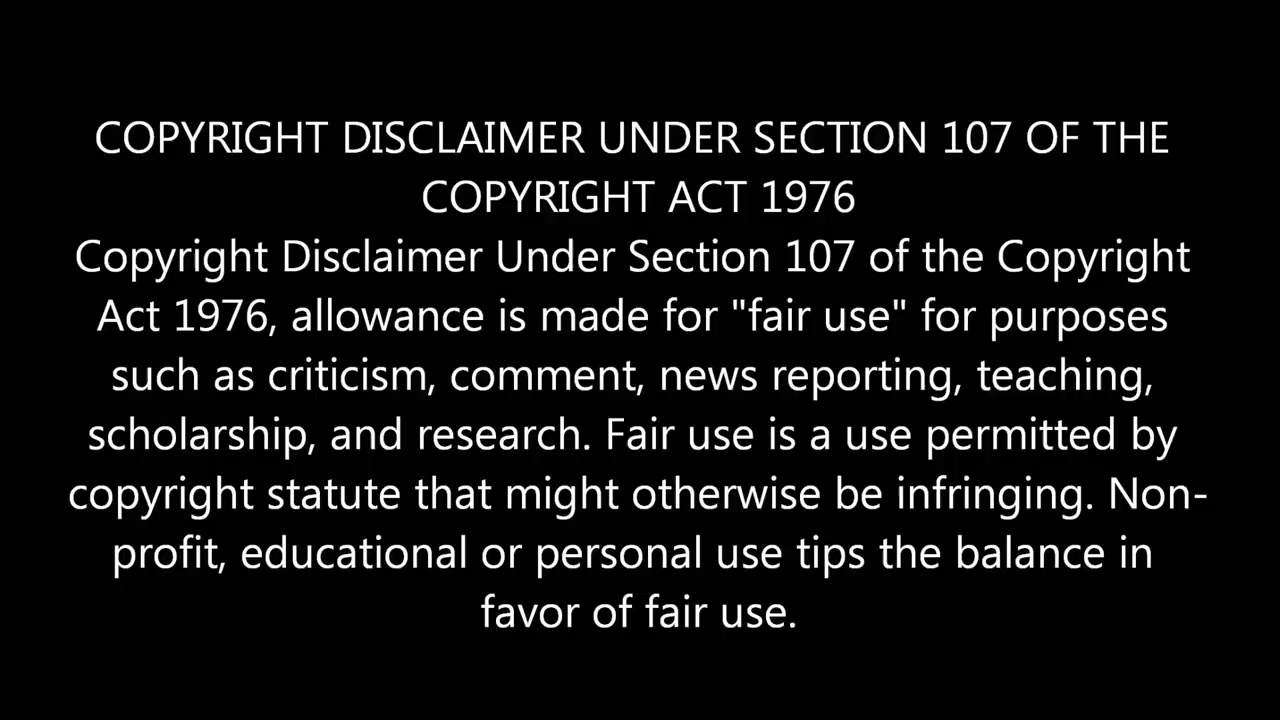 COPYRIGHT DISCLAIMER UNDER SECTION 107 OF THE
COPYRIGHT ACT 1976
Copyright Disclaimer Under Section 107 of the Copyright
Act 1976, allowance is made for "fair use" for purposes
such as criticism, comment, news reporting, teaching,
scholarship, and research. Fair use is a use permitted by
copyright statute that might otherwise be infringing. Non-
profit, educational or personal use tips the balance in
favor of fair use.